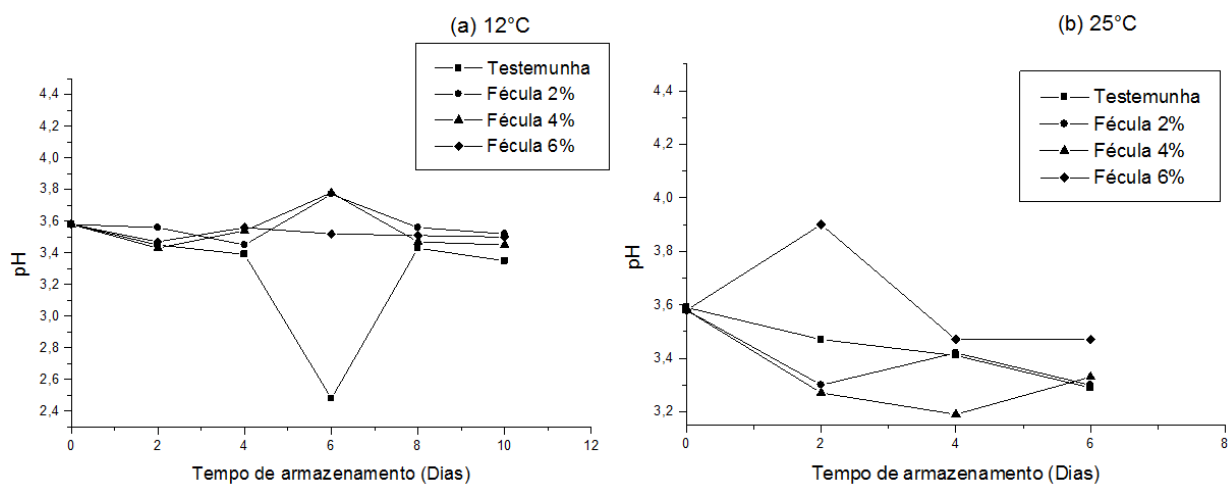 (a) 12°C
Testemunha
Fécula 2%
Fécula 4%
Fécula 6%
4,4
4,2
4,0
3,8
3,6
3,4
3,2
3,0
2,8
2,6
2,4
pH
0 2 4 6 8 10 12
Tempo de armazenamento (Dias)
(b) 25°C
Testemunha
Fécula 2%
Fécula 4%
Fécula 6%
4,4
4,2
4,0
3,8
3,6
3,4
3,2
pH
0 2 4 6 8
Tempo de armazenamento (Dias)